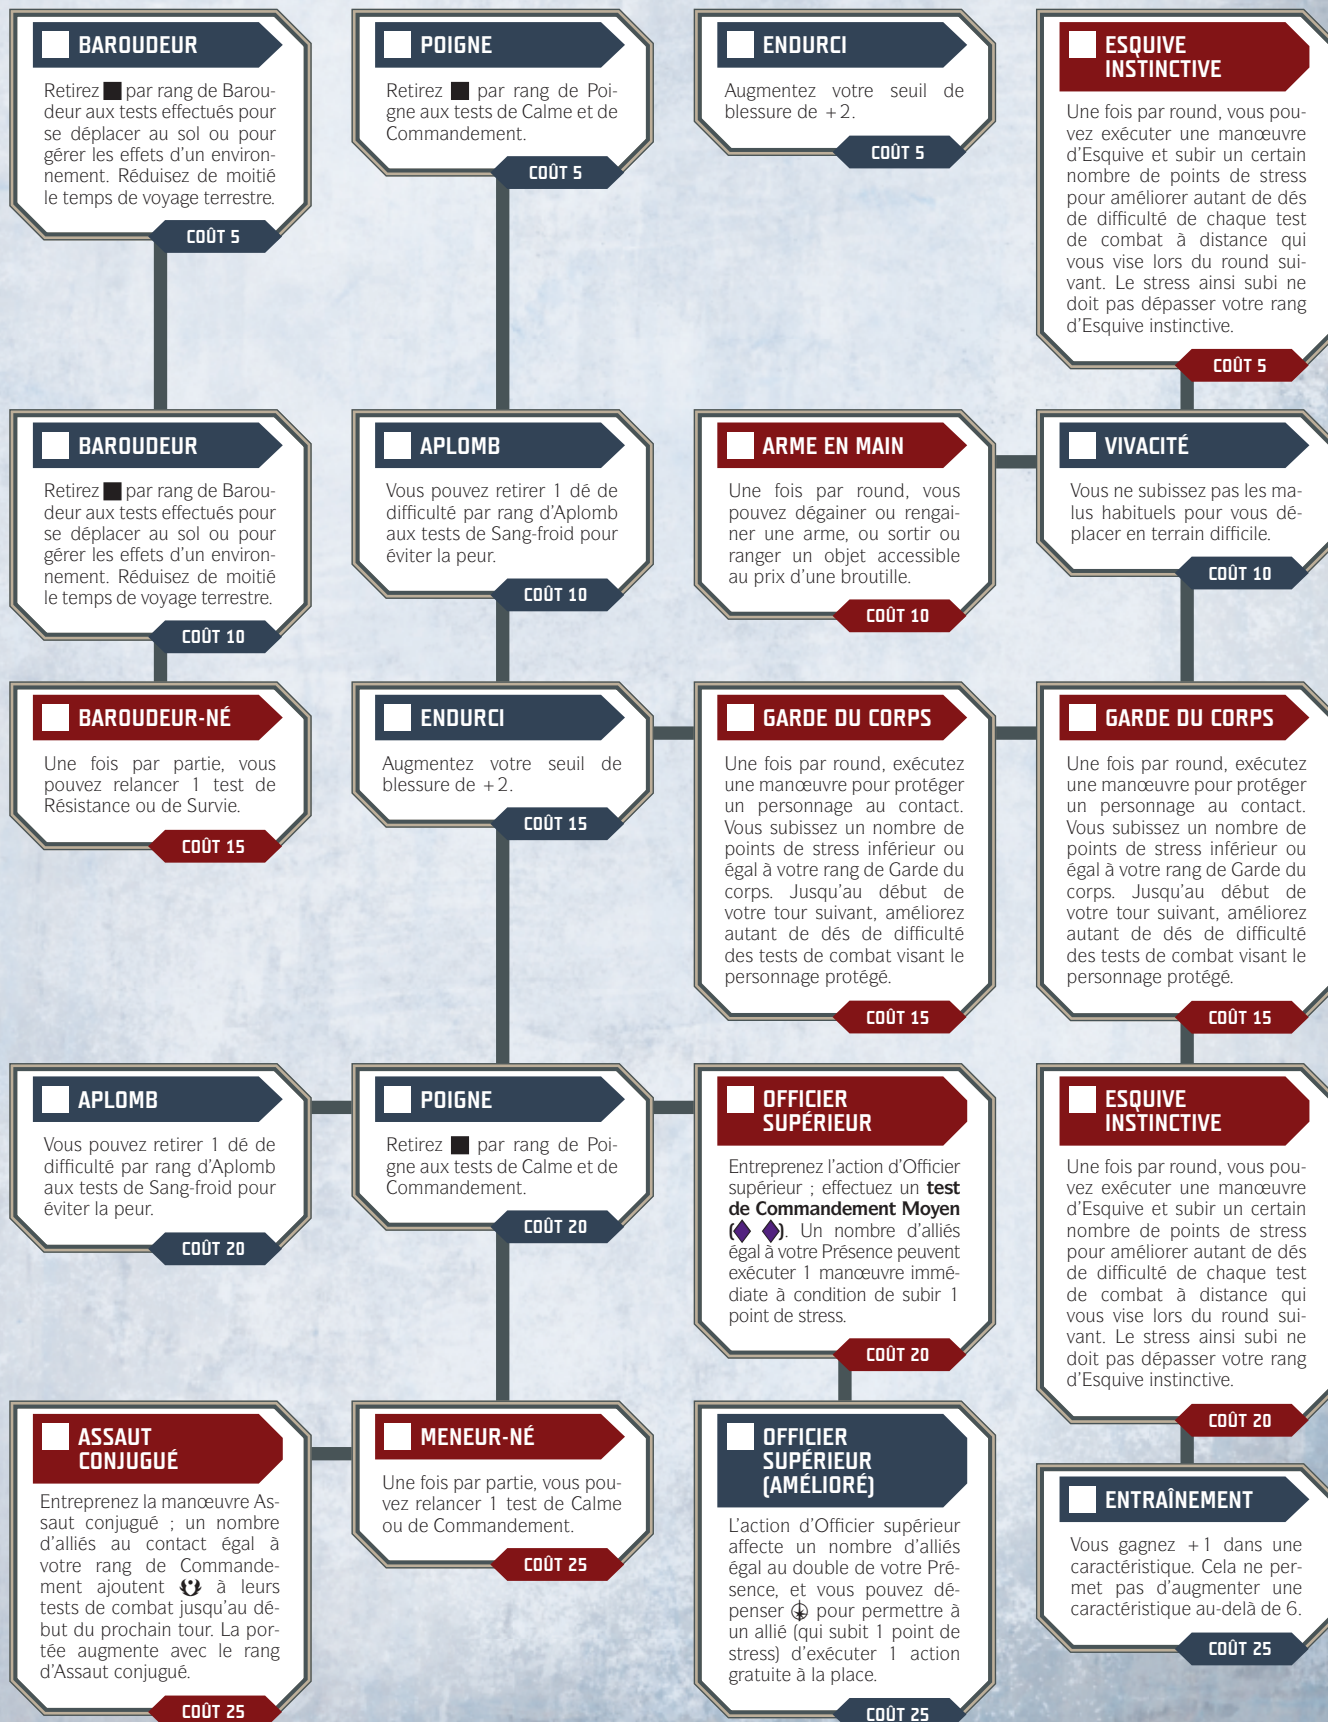 BAROUDEUR
Retirez par rang de Barou-
deur aux tests effectués pour
se déplacer au sol ou pour
gérer les effets d'un environ-
nement. Réduisez de moitié
le temps de voyage terrestre.
COÛT 5
POIGNE
Retirez par rang de Poi-
gne aux tests de Calme et de
Commandement.
COÛT 5
ENDURCI
Augmentez votre seuil de
blessure de +2.
COÛT 5
ESQUIVE
INSTINCTIVE
Une fois par round, vous pou-
vez exécuter une manœuvre
d'Esquive et subir un certain
nombre de points de stress
pour améliorer autant de dés
de difficulté de chaque test
de combat à distance qui
vous vise lors du round sui-
vant. Le stress ainsi subi ne
doit pas dépasser votre rang
d'Esquive instinctive.
COÛT 5
BAROUDEUR
Retirez par rang de Barou-
deur aux tests effectués pour
se déplacer au sol ou pour
gérer les effets d'un environ-
nement. Réduisez de moitié
le temps de voyage terrestre.
COÛT 10
APLOMB
Vous pouvez retirer 1 dé de
difficulté par rang d'Aplomb
aux tests de Sang-froid pour
éviter la peur.
COÛT 10
ARME EN MAIN
Une fois par round, vous
pouvez dégainer ou rengai-
ner une arme, ou sortir ou
ranger un objet accessible
au prix d'une broutille.
COÛT 10
VIVACITÉ
Vous ne subissez pas les ma-
lus habituels pour vous dé-
placer en terrain difficile.
COÛT 10
BAROUDEUR-NÉ
Une fois par partie, vous
pouvez relancer 1 test de
Résistance ou de Survie.
COÛT 15
ENDURCI
Augmentez votre seuil de
blessure de +2.
COÛT 15
GARDE DU CORPS
Une fois par round, exécutez
une manœuvre pour protéger
un personnage au contact.
Vous subissez un nombre de
points de stress inférieur ou
égal à votre rang de Garde du
corps. Jusqu'au début de
votre tour suivant, améliorez
autant de dés de difficulté
des tests de combat visant le
personnage protégé.
COÛT 15
GARDE DU CORPS
Une fois par round, exécutez
une manœuvre pour protéger
un personnage au contact.
Vous subissez un nombre de
points de stress inférieur ou
égal à votre rang de Garde du
corps. Jusqu'au début de
votre tour suivant, améliorez
autant de dés de difficulté
des tests de combat visant le
personnage protégé.
COÛT 15
APLOMB
Vous pouvez retirer 1 dé de
difficulté par rang d'Aplomb
aux tests de Sang-froid pour
éviter la peur.
COÛT 20
POIGNE
Retirez par rang de Poi-
gne aux tests de Calme et de
Commandement.
COÛT 20
OFFICIER
SUPÉRIEUR
Entreprenez l'action d'Officier
supérieur ; effectuez un test
de Commandement Moyen
(◆ ◆). Un nombre d'alliés
égal à votre Présence peuvent
exécuter 1 manœuvre immé-
diate à condition de subir 1
point de stress.
COÛT 20
ESQUIVE
INSTINCTIVE
Une fois par round, vous pou-
vez exécuter une manœuvre
d'Esquive et subir un certain
nombre de points de stress
pour améliorer autant de dés
de difficulté de chaque test
de combat à distance qui
vous vise lors du round sui-
vant. Le stress ainsi subi ne
doit pas dépasser votre rang
d'Esquive instinctive.
COÛT 20
ASSAUT
CONJUGUÉ
Entreprenez la manœuvre As-
saut conjugué ; un nombre
d'alliés au contact égal à
votre rang de Commande-
ment ajoutent à leurs
tests de combat jusqu'au dé-
but du prochain tour. La por-
tée augmente avec le rang
d'Assaut conjugué.
COÛT 25
MENEUR-NÉ
Une fois par partie, vous pou-
vez relancer 1 test de Calme
ou de Commandement.
COÛT 25
OFFICIER
SUPÉRIEUR
(AMÉLIORÉ)
L'action d'Officier supérieur
affecte un nombre d'alliés
égal au double de votre Pré-
sence, et vous pouvez dé-
penser pour permettre à
un allié (qui subit 1 point de
stress) d'exécuter 1 action
gratuite à la place.
COÛT 25
ENTRAÎNEMENT
Vous gagnez +1 dans une
caractéristique. Cela ne per-
met pas d'augmenter une
caractéristique au-delà de 6.
COÛT 25